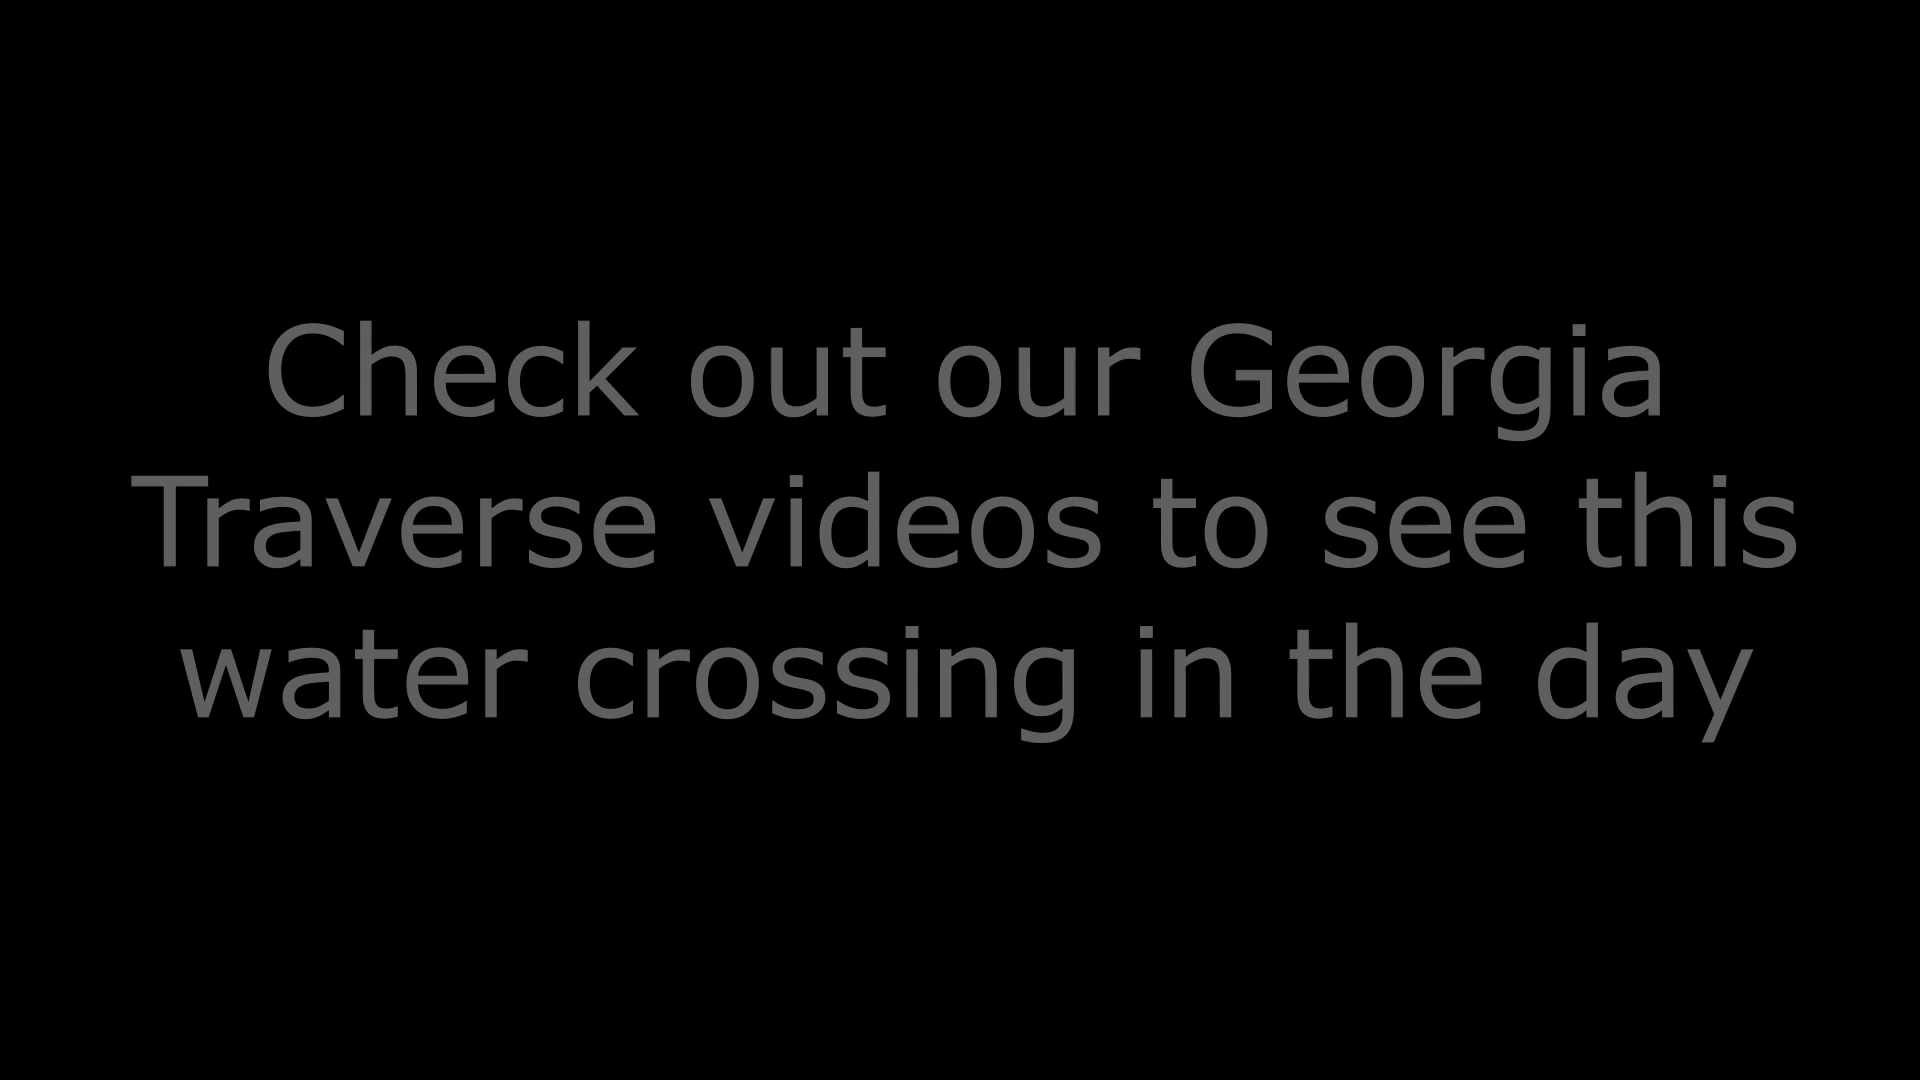 Check out our Georgia
Traverse videos to see this
water crossing in the day